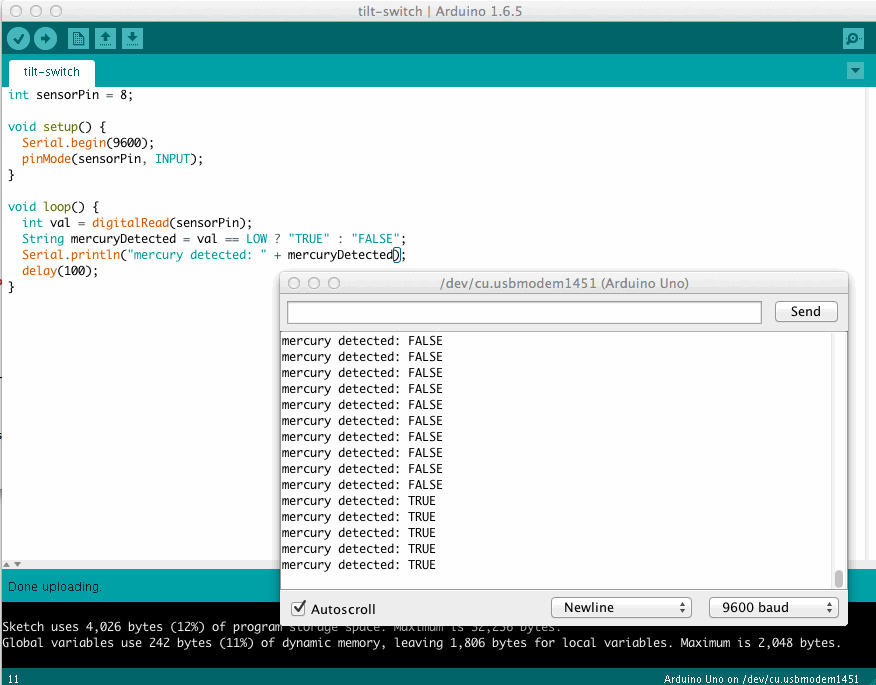 tilt-switch | Arduino 1.6.5
tilt-switch
int sensorPin = 8;
void setup() {
  Serial.begin(9600);
  pinMode(sensorPin, INPUT);
}
void loop() {
  int val = digitalRead(sensorPin);
  String mercuryDetected = val == LOW ? "TRUE" : "FALSE";
  Serial.println("mercury detected: " + mercuryDetected);
  delay(100);
}
/dev/cu.usbmodem1451 (Arduino Uno)
Send
mercury detected: FALSE
mercury detected: FALSE
mercury detected: FALSE
mercury detected: FALSE
mercury detected: FALSE
mercury detected: FALSE
mercury detected: FALSE
mercury detected: FALSE
mercury detected: FALSE
mercury detected: FALSE
mercury detected: TRUE
mercury detected: TRUE
mercury detected: TRUE
mercury detected: TRUE
mercury detected: TRUE
Autoscroll
Newline
9600 baud
Done uploading.
Sketch uses 4,026 bytes (12%) of program storage space. Maximum is 32,256 bytes.
Global variables use 242 bytes (11%) of dynamic memory, leaving 1,806 bytes for local variables. Maximum is 2,048 bytes.
11
Arduino Uno on /dev/cu.usbmodem1451